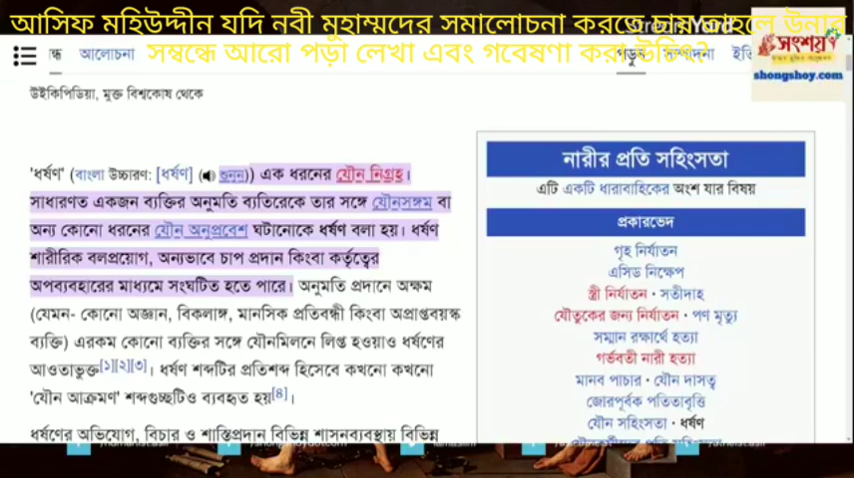 আসিফ মহিউদ্দীন যদি নবী মুহাম্মদের সমালোচনা করতে চায় তাহলে উনার
সম্বন্ধে আরো পড়া লেখা এবং গবেষণা করা উচিৎ?
আলোচনা
পড়ুন সম্পাদনা
সংশয়
shongshoy.com
উইকিপিডিয়া, মুক্ত বিশ্বকোষ থেকে
'ধর্ষণ' (বাংলা উচ্চারণ: [ধর্ষণ] (শুনুন)) এক ধরনের যৌন নিগ্রহ।
সাধারণত একজন ব্যক্তির অনুমতি ব্যতিরেকে তার সঙ্গে যৌনসঙ্গম বা
অন্য কোনো ধরনের যৌন অনুপ্রবেশ ঘটানোকে ধর্ষণ বলা হয়। ধর্ষণ
শারীরিক বলপ্রয়োগ, অন্যভাবে চাপ প্রদান কিংবা কর্তৃত্বের
অপব্যবহারের মাধ্যমে সংঘটিত হতে পারে। অনুমতি প্রদানে অক্ষম
(যেমন- কোনো অজ্ঞান, বিকলাঙ্গ, মানসিক প্রতিবন্ধী কিংবা অপ্রাপ্তবয়স্ক
ব্যক্তি) এরকম কোনো ব্যক্তির সঙ্গে যৌনমিলনে লিপ্ত হওয়াও ধর্ষণের
আওতাভুক্ত[১][২][৩]। ধর্ষণ শব্দটির প্রতিশব্দ হিসেবে কখনো কখনো
'যৌন আক্রমণ' শব্দগুচ্ছটিও ব্যবহৃত হয়[৪]।
ধর্ষণের অভিযোগ, বিচার ও শাস্তিপ্রদান বিভিন্ন শাসনব্যবস্থায় বিভিন্ন
নারীর প্রতি সহিংসতা
এটি একটি ধারাবাহিকের অংশ যার বিষয়
প্রকারভেদ
গৃহ নির্যাতন
এসিড নিক্ষেপ
স্ত্রী নির্যাতন · সতীদাহ
যৌতুকের জন্য নির্যাতন · পণ মৃত্যু
সম্মান রক্ষার্থে হত্যা
গর্ভবতী নারী হত্যা
মানব পাচার · যৌন দাসত্ব
জোরপূর্বক পতিতাবৃত্তি
যৌন সহিংসতা · ধর্ষণ